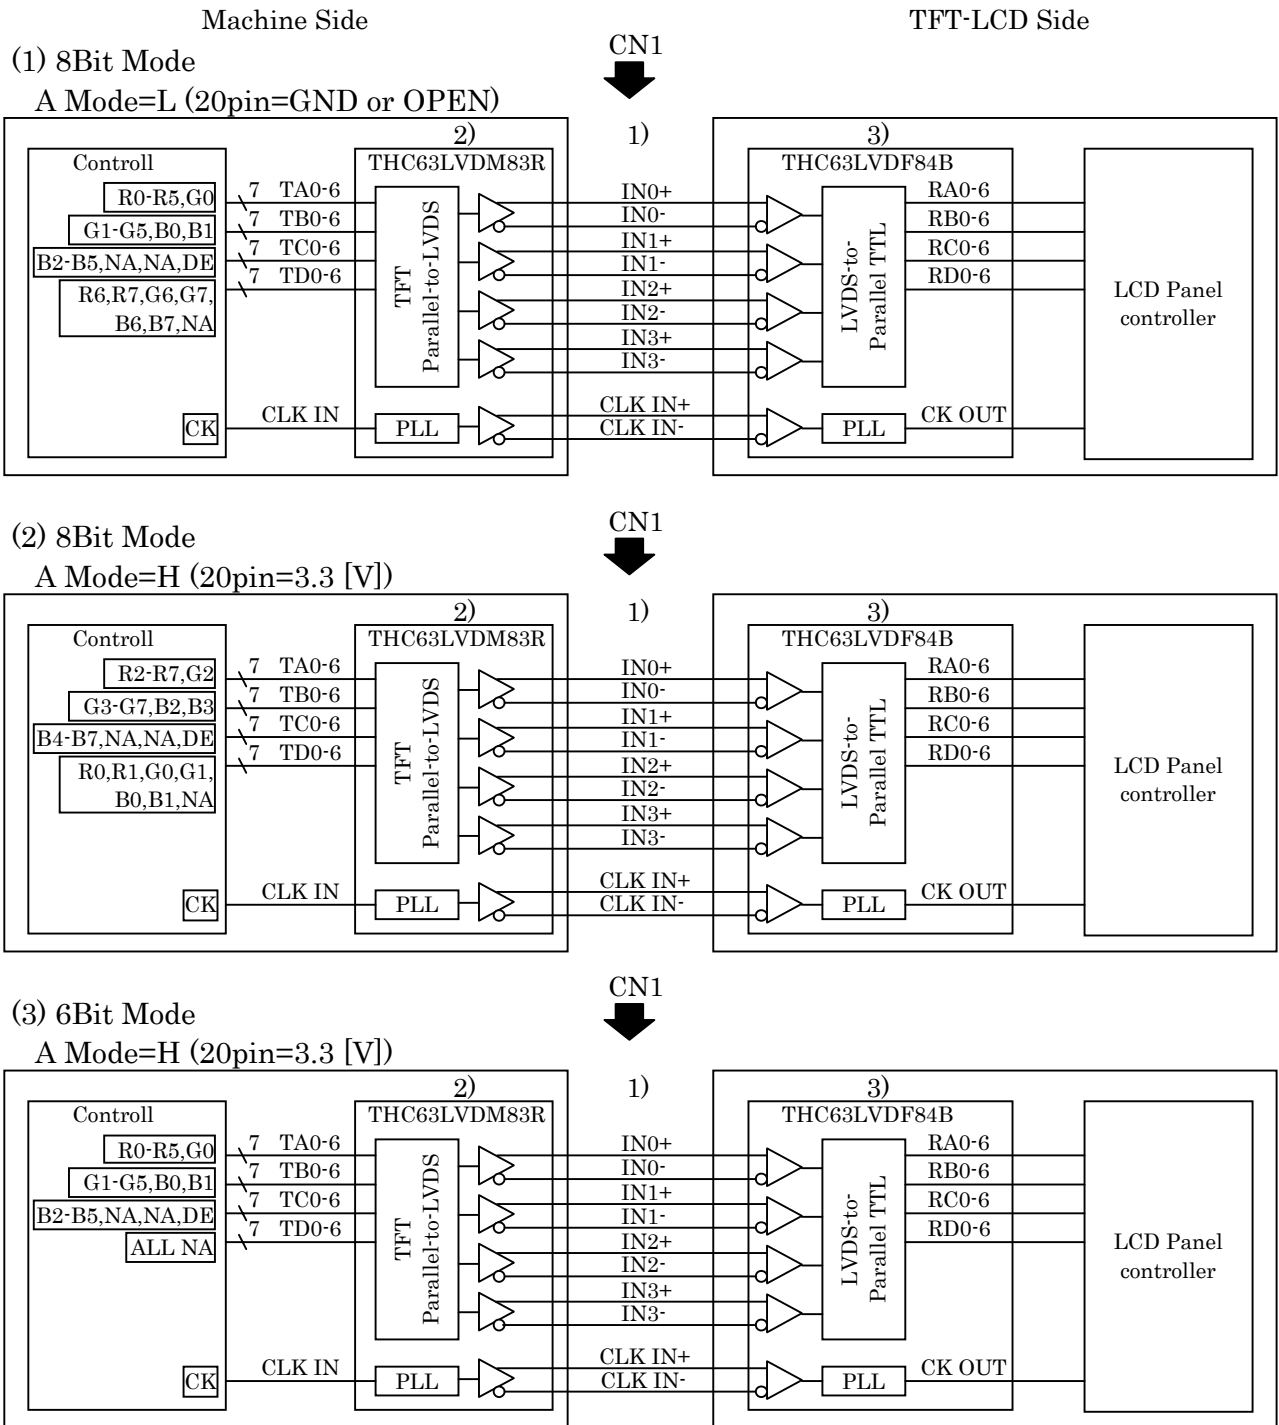 Machine Side
TFT-LCD Side
CN1
(1) 8Bit Mode
A Mode=L (20pin=GND or OPEN)
2)
1)
3)
Controll
THC63LVDM83R
THC63LVDF84B
R0-R5,G0
7 TA0-6
G1-G5,B0,B1
7 TB0-6
B2-B5,NA,NA,DE
7 TC0-6
R6,R7,G6,G7,
B6,B7,NA
7 TD0-6
TFT
Parallel-to-LVDS
IN0+
IN0-
IN1+
IN1-
IN2+
IN2-
IN3+
IN3-
LVDS-to-
Parallel TTL
RA0-6
RB0-6
RC0-6
RD0-6
LCD Panel
controller
CK
CLK IN
PLL
CLK IN+
CLK IN-
PLL
CK OUT
CN1
(2) 8Bit Mode
A Mode=H (20pin=3.3 [V])
2)
1)
3)
Controll
THC63LVDM83R
THC63LVDF84B
R2-R7,G2
7 TA0-6
G3-G7,B2,B3
7 TB0-6
B4-B7,NA,NA,DE
7 TC0-6
R0,R1,G0,G1,
B0,B1,NA
7 TD0-6
TFT
Parallel-to-LVDS
IN0+
IN0-
IN1+
IN1-
IN2+
IN2-
IN3+
IN3-
LVDS-to-
Parallel TTL
RA0-6
RB0-6
RC0-6
RD0-6
LCD Panel
controller
CK
CLK IN
PLL
CLK IN+
CLK IN-
PLL
CK OUT
CN1
(3) 6Bit Mode
A Mode=H (20pin=3.3 [V])
2)
1)
3)
Controll
THC63LVDM83R
THC63LVDF84B
R0-R5,G0
7 TA0-6
G1-G5,B0,B1
7 TB0-6
B2-B5,NA,NA,DE
7 TC0-6
ALL NA
7 TD0-6
TFT
Parallel-to-LVDS
IN0+
IN0-
IN1+
IN1-
IN2+
IN2-
IN3+
IN3-
LVDS-to-
Parallel TTL
RA0-6
RB0-6
RC0-6
RD0-6
LCD Panel
controller
CK
CLK IN
PLL
CLK IN+
CLK IN-
PLL
CK OUT